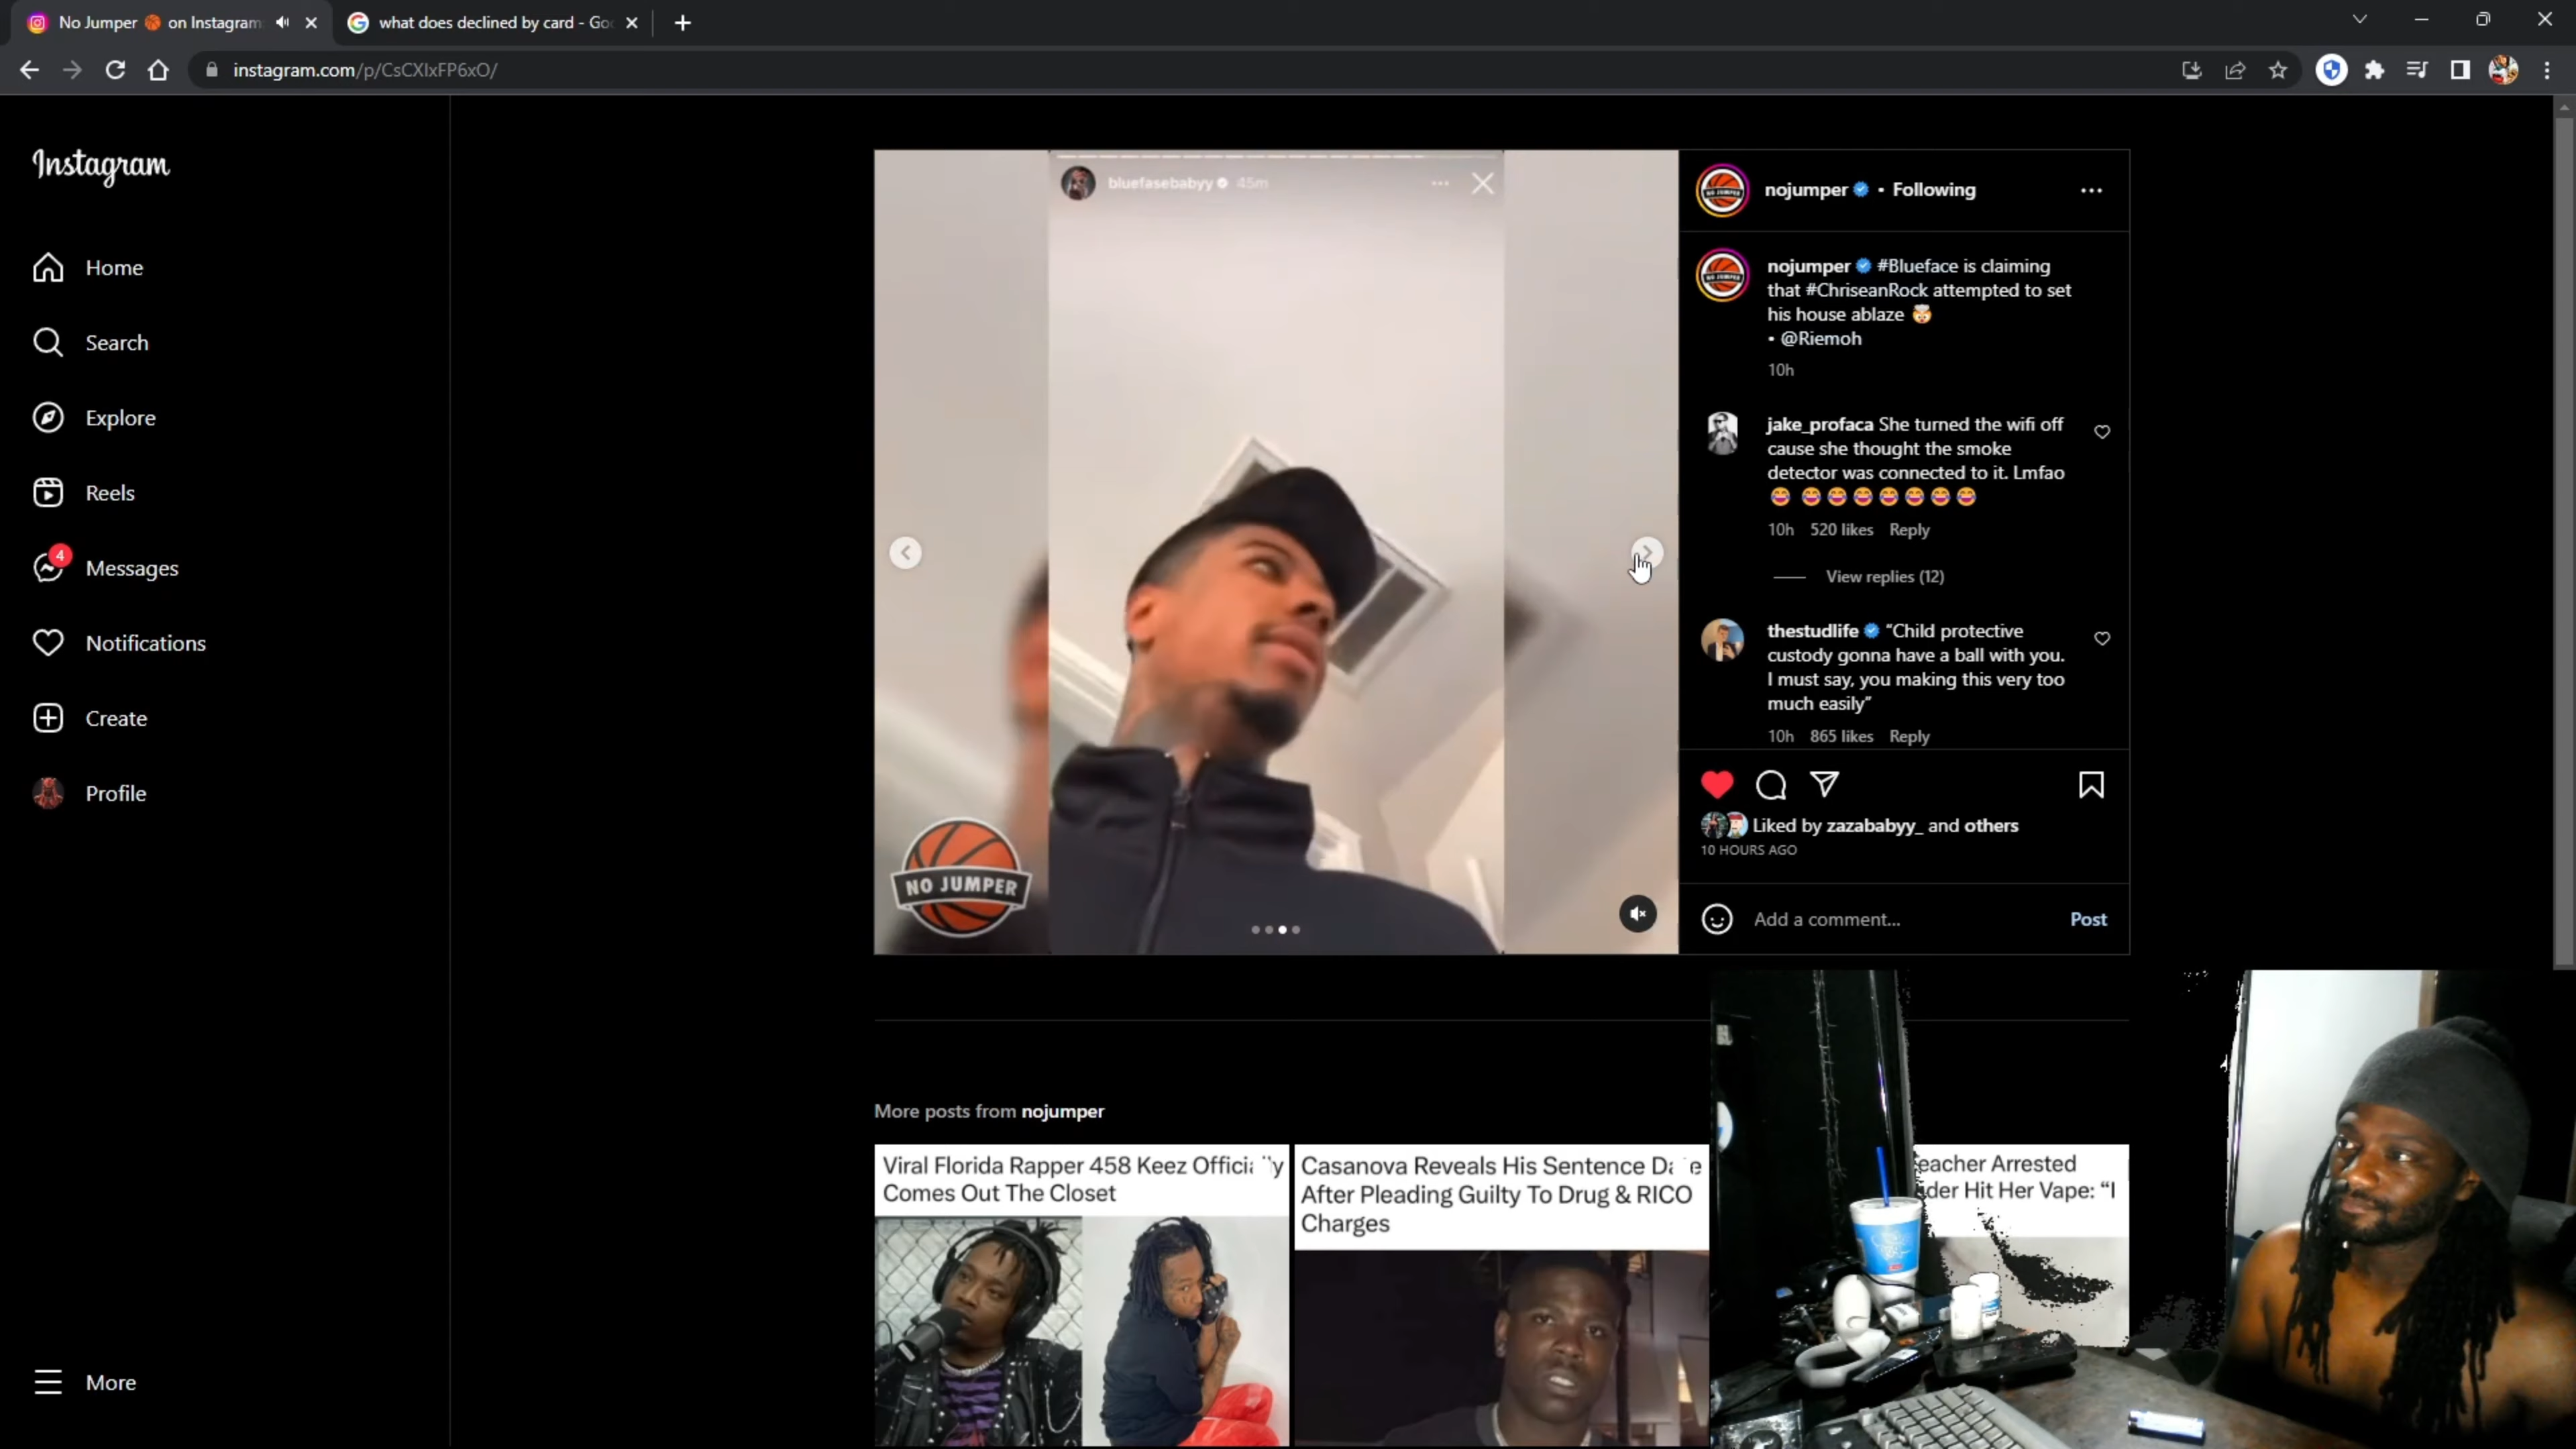 No Jumper 🏀 on Instagram
what does declined by card - Goo
instagram.com/p/CsCXIxFP6xO/
Instagram
Home
Search
Explore
Reels
4
Messages
Notifications
Create
Profile
More
bluefasebabyy 45m
NO JUMPER
nojumper • Following
nojumper #Blueface is claiming
that #ChriseanRock attempted to set
his house ablaze 🤯
• @Riemoh
10h
jake_profaca She turned the wifi off
cause she thought the smoke
detector was connected to it. Lmfao
😂 😂😂😂😂😂😂😂
10h 520 likes Reply
View replies (12)
thestudlife “Child protective
custody gonna have a ball with you.
I must say, you making this very too
much easily”
10h 865 likes Reply
Liked by zazababyy_ and others
10 HOURS AGO
Add a comment... Post
More posts from nojumper
Viral Florida Rapper 458 Keez Officially
Comes Out The Closet
Casanova Reveals His Sentence Date
After Pleading Guilty To Drug & RICO
Charges
eacher Arrested
der Hit Her Vape: “I